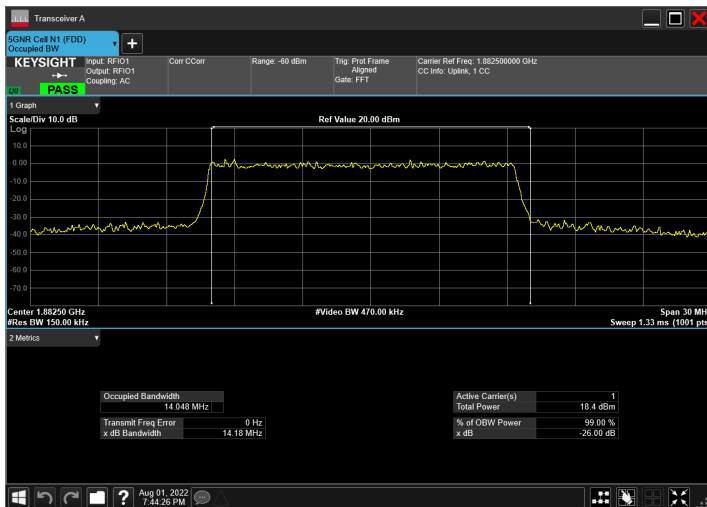 Transceiver A
5GNR Cell N1 (FDD)
Occupied BW
KEYSIGHT
PASS
Input: RFIO1
Output: RFIO1
Coupling: AC
Corr CCorr
Range: -60 dBm
Trig: Prot Frame
Aligned
Gate: FFT
Carrier Ref Freq: 1.882500000 GHz
CC Info: Uplink, 1 CC
1 Graph
Scale/Div 10.0 dB
Ref Value 20.00 dBm
Log
10.0
0.00
-10.0
-20.0
-30.0
-40.0
-50.0
-60.0
-70.0
Center 1.88250 GHz
#Video BW 470.00 kHz
Span 30 MH
#Res BW 150.00 kHz
Sweep 1.33 ms (1001 pts
2 Metrics
Occupied Bandwidth
14.048 MHz
Transmit Freq Error 0 Hz
x dB Bandwidth 14.18 MHz
Active Carrier(s) 1
Total Power 18.4 dBm
% of OBW Power 99.00 %
x dB -26.00 dB
?
Aug 01, 2022
7:44:26 PM